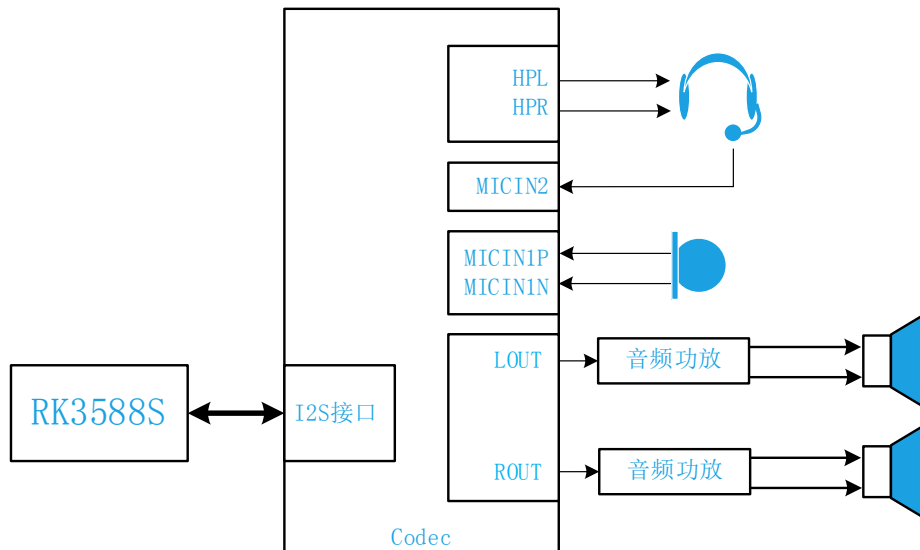 HPL
HPR
MICIN2
MICIN1P
MICIN1N
LOUT
音频功放
RK3588S
I2S接口
ROUT
音频功放
Codec